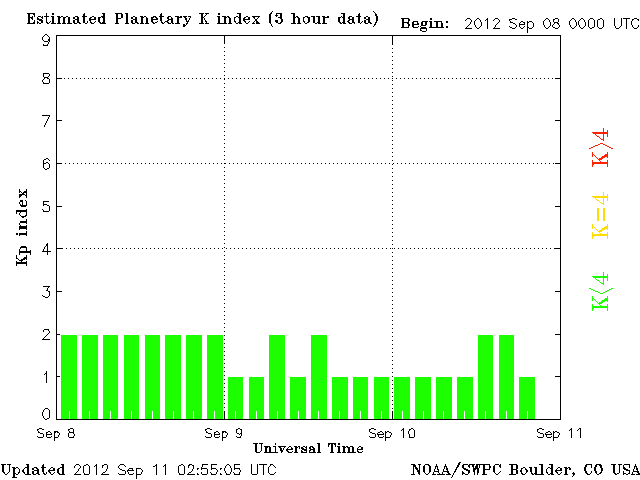 Estimated Planetary K index (3 hour data) Begin: 2012 Sep 08 0000 UTC
9
8
7
6
5
4
3
2
1
0
Kp index
K>4
K=4
K<4
Sep 8 Sep 9 Sep 10 Sep 11
Universal Time
Updated 2012 Sep 11 02:55:05 UTC NOAA/SWPC Boulder, CO USA